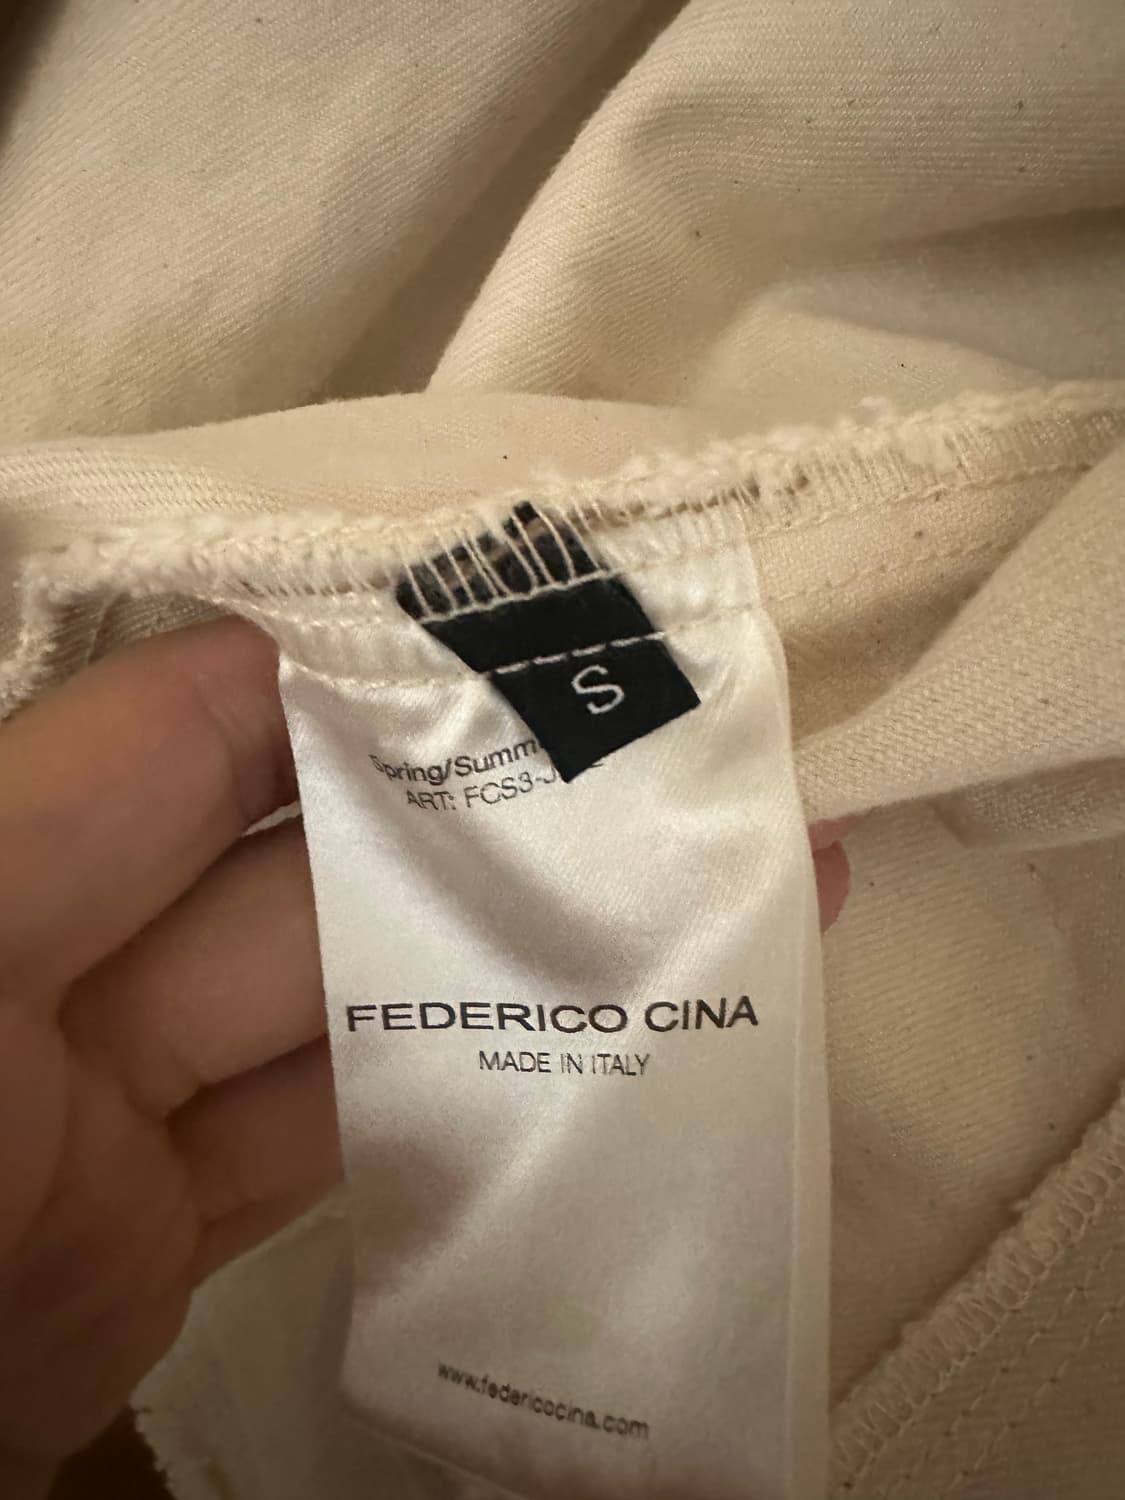 S
Spring/Summ
ART: FCS3-J
FEDERICO CINA
MADE IN ITALY
www.federicocina.com